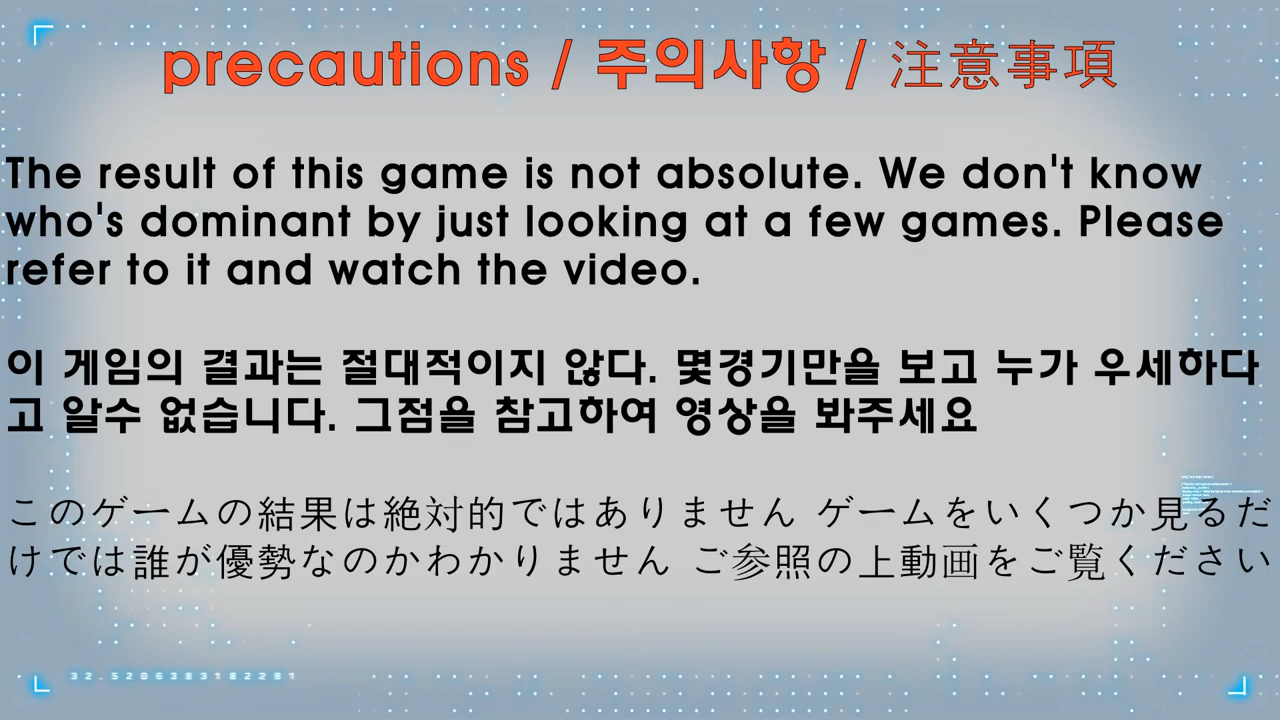 precautions / 주의사항 / 注意事項
The result of this game is not absolute. We don't know
who's dominant by just looking at a few games. Please
refer to it and watch the video.
이 게임의 결과는 절대적이지 않다. 몇경기만을 보고 누가 우세하다
고 알수 없습니다. 그점을 참고하여 영상을 봐주세요
このゲームの結果は絶対的ではありません ゲームをいくつか見るだ
けでは誰が優勢なのかわかりません ご参照の上動画をご覧ください